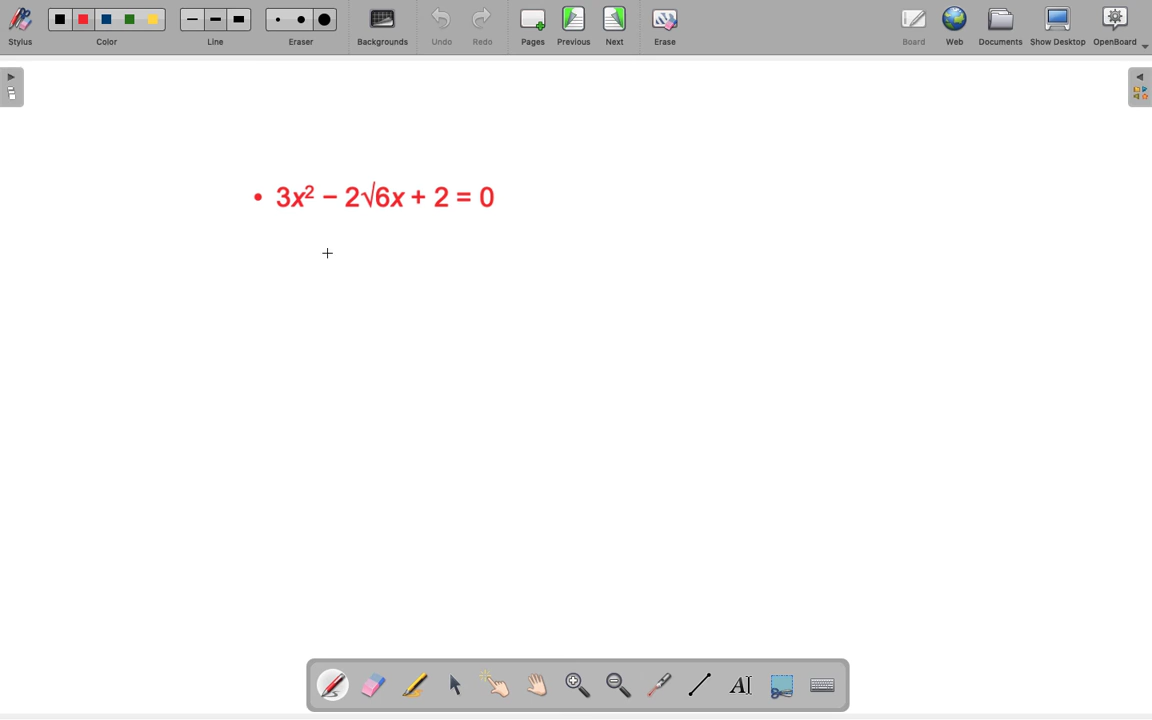 Stylus Color Line Eraser Backgrounds Undo Redo Pages Previous Next Erase Board Web Documents Show Desktop OpenBoard
• 3x² − 2√6x + 2 = 0
AI